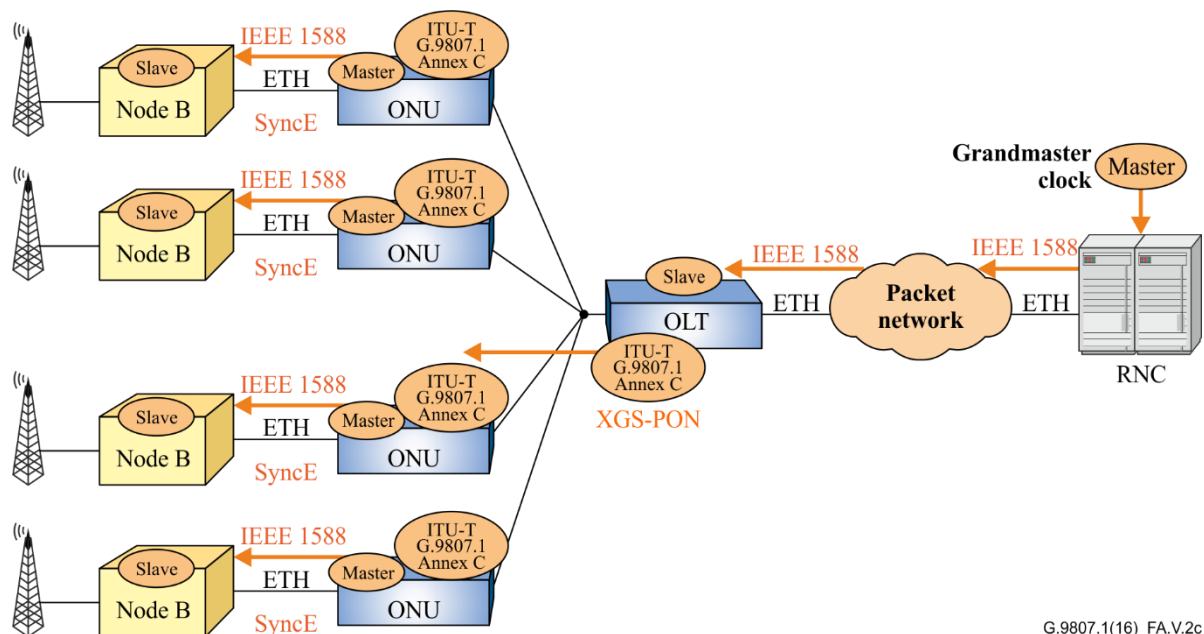 IEEE 1588
ITU-T
G.9807.1
Annex C
Slave
Master
ETH
Node B
ONU
SyncE
IEEE 1588
ITU-T
G.9807.1
Annex C
Slave
Master
ETH
Node B
ONU
SyncE
Grandmaster
clock
Master
IEEE 1588
IEEE 1588
Slave
Packet
network
ETH
ETH
OLT
ITU-T
G.9807.1
Annex C
XGS-PON
RNC
IEEE 1588
ITU-T
G.9807.1
Annex C
Slave
Master
ETH
Node B
ONU
SyncE
IEEE 1588
ITU-T
G.9807.1
Annex C
Slave
Master
ETH
Node B
ONU
SyncE
G.9807.1(16)_FA.V.2c